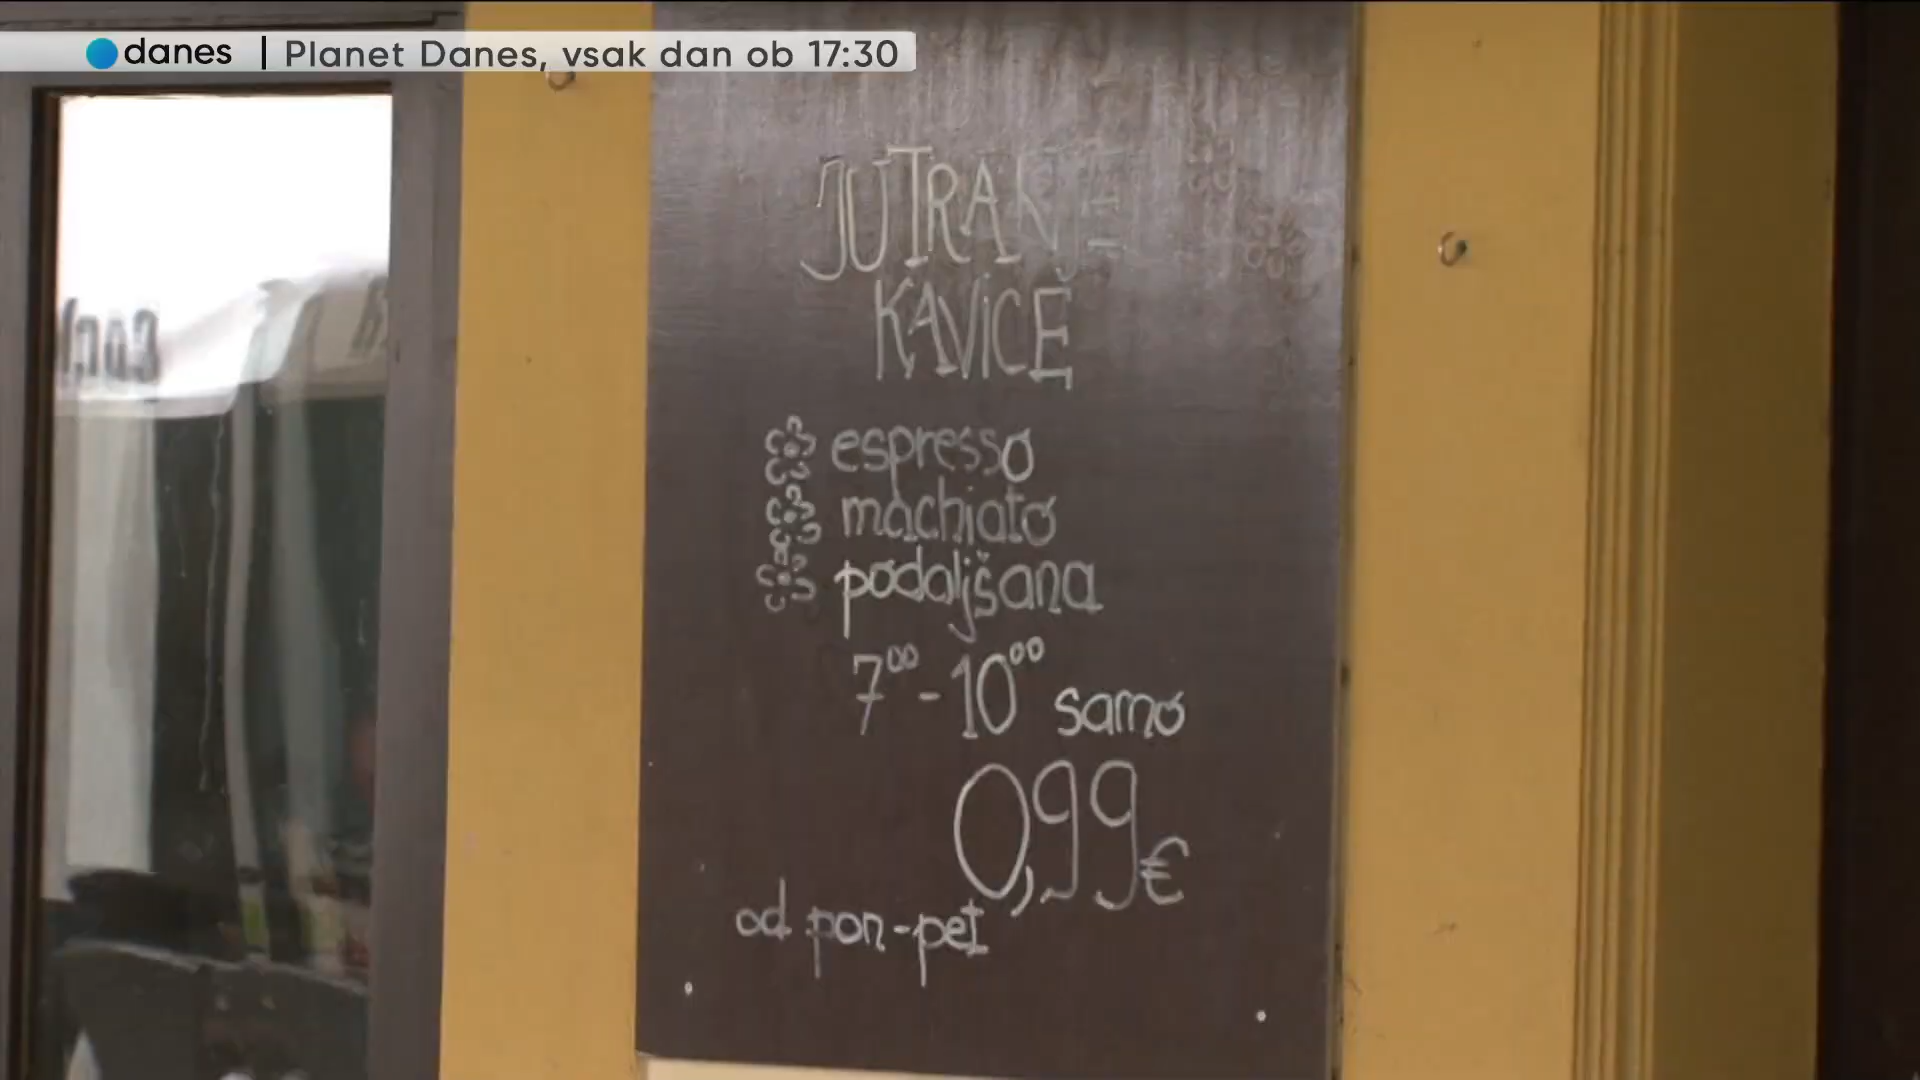 danes | Planet Danes, vsak dan ob 17:30
JUTRANJE
KAVICE
espresso
machiato
podaljšana
7⁰⁰ - 10⁰⁰ samo
0,99€
od pon-pet